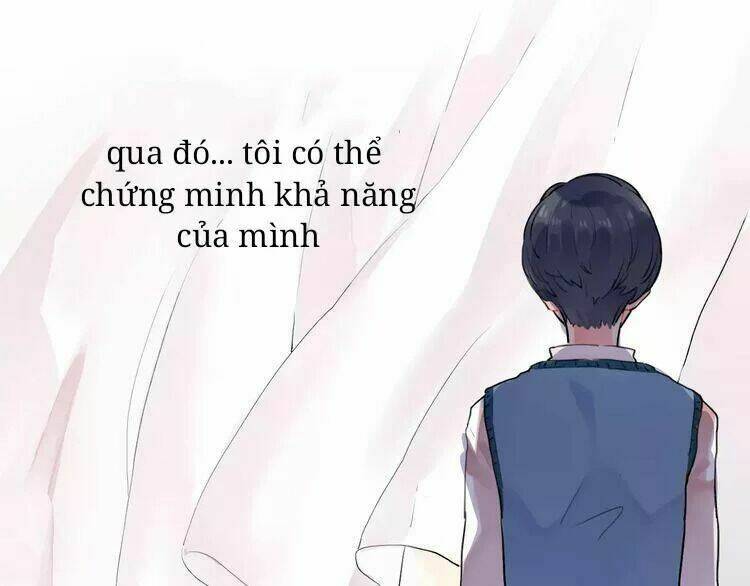 qua đó... tôi có thể
chứng minh khả năng
của mình